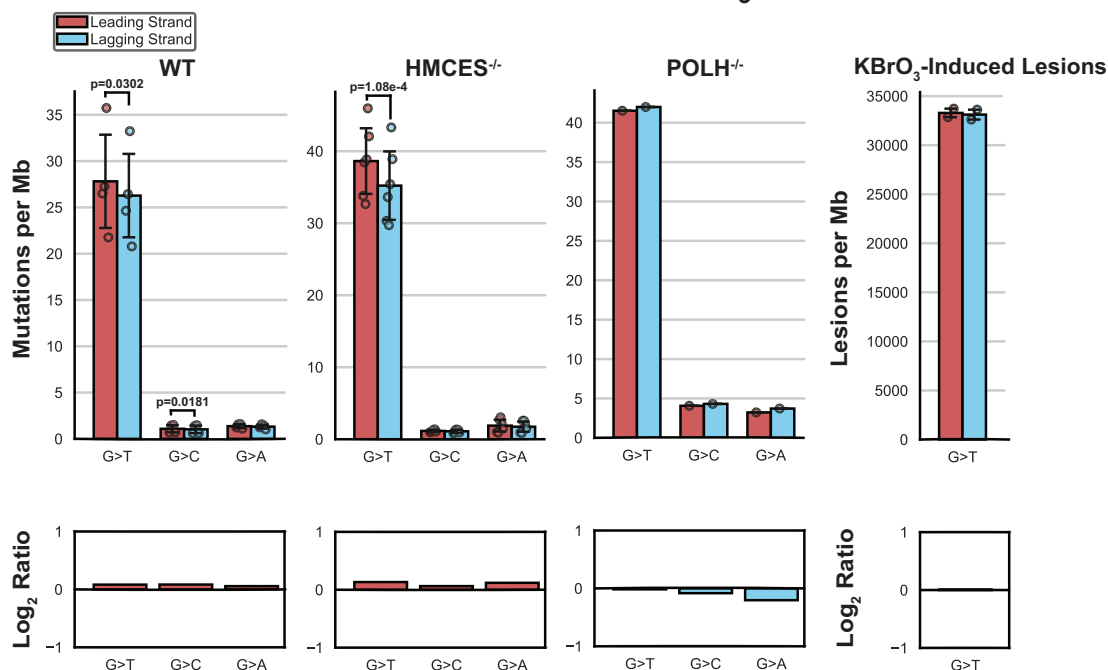 g
Leading Strand
Lagging Strand
WT
HMCES-/-
POLH-/-
KBrO3-Induced Lesions
p=0.0302
p=0.0181
p=1.08e-4
Mutations per Mb
35
30
25
20
15
10
5
0
G>T G>C G>A
40
30
20
10
0
G>T G>C G>A
40
35
30
25
20
15
10
5
0
G>T G>C G>A
Lesions per Mb
35000
30000
25000
20000
15000
10000
5000
0
G>T
Log2 Ratio
1
0
−1
G>T G>C G>A
1
0
−1
G>T G>C G>A
1
0
−1
G>T G>C G>A
Log2 Ratio
1
0
−1
G>T